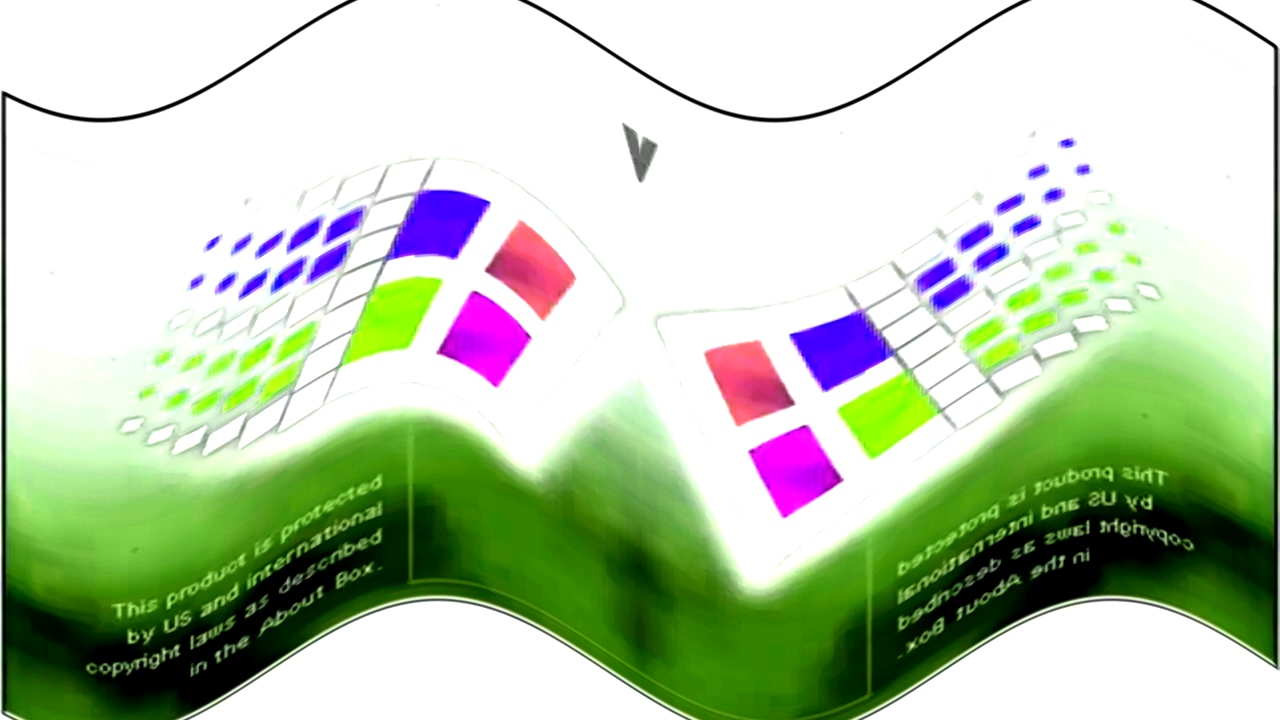 This product is protected
by US and international
copyright laws as described
in the About Box.
This product is protected
by US and international
copyright laws as described
in the About Box.